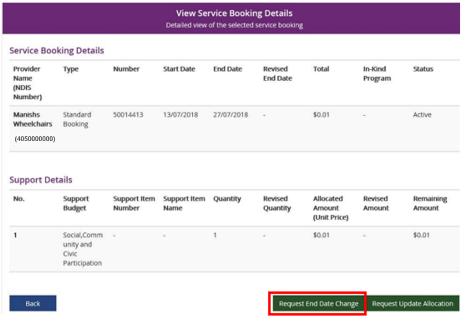 View Service Booking Details
Detailed view of the selected service booking
Service Booking Details
Provider Name (NDIS Number) Type Number Start Date End Date Revised End Date Total In-Kind Program Status
Manishs Wheelchairs (4050000000) Standard Booking 50014413 13/07/2018 27/07/2018 - $0.01 - Active
Support Details
No. Support Budget Support Item Number Support Item Name Quantity Revised Quantity Allocated Amount (Unit Price) Revised Amount Remaining Amount
1 Social,Comm unity and Civic Participation - - 1 - $0.01 - $0.01
Back Request End Date Change Request Update Allocation